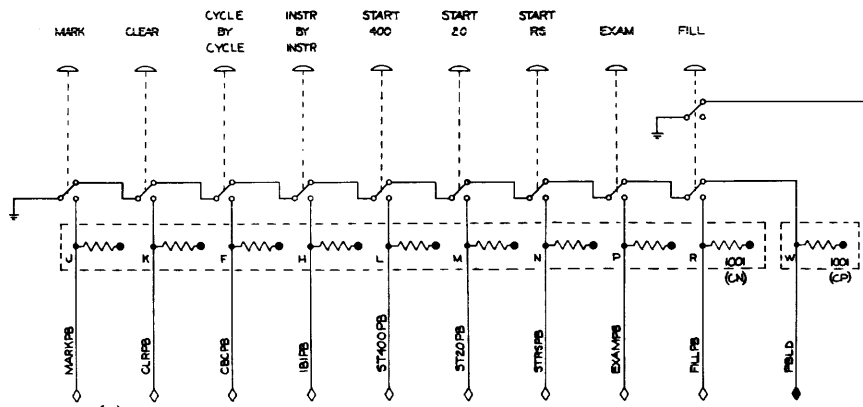 MARK
CLEAR
CYCLE
BY
CYCLE
INSTR
BY
INSTR
START
400
START
20
START
RS
EXAM
FILL
J
K
F
H
L
M
N
P
R
1001
(CN)
W
1001
(CP)
MARKPB
CLRPB
CBCPB
IBIPB
ST400PB
ST20PB
STRSPB
EXAMPB
FILLPB
PBLD